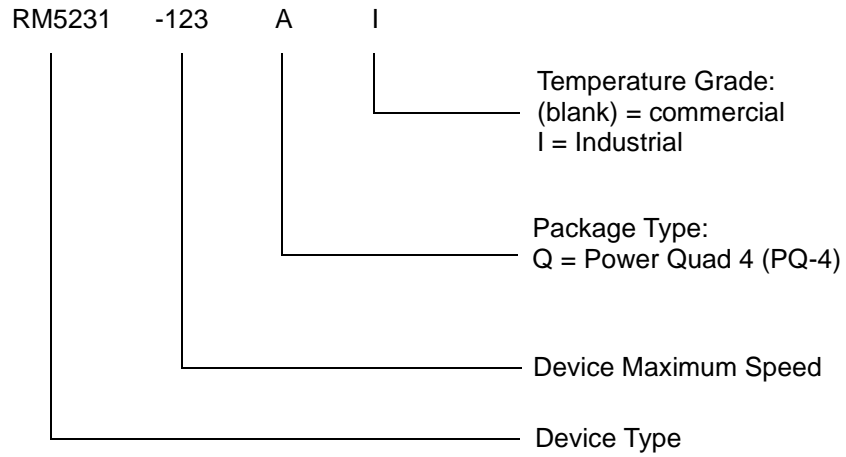 RM5231 -123 A I
Temperature Grade:
(blank) = commercial
I = Industrial
Package Type:
Q = Power Quad 4 (PQ-4)
Device Maximum Speed
Device Type